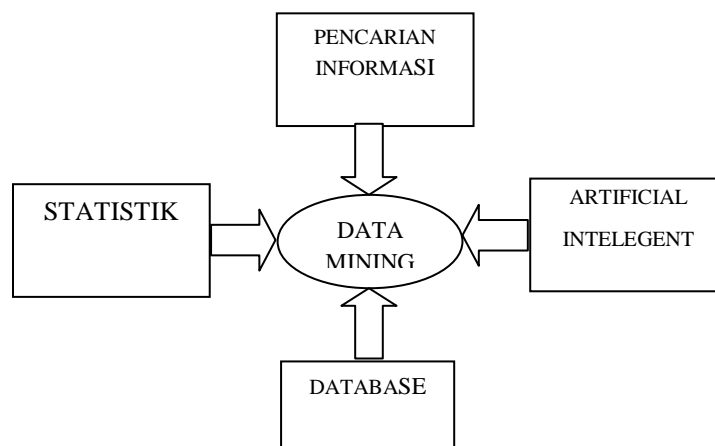 PENCARIAN
INFORMASI
STATISTIK
DATA
MINING
ARTIFICIAL
INTELEGENT
DATABASE